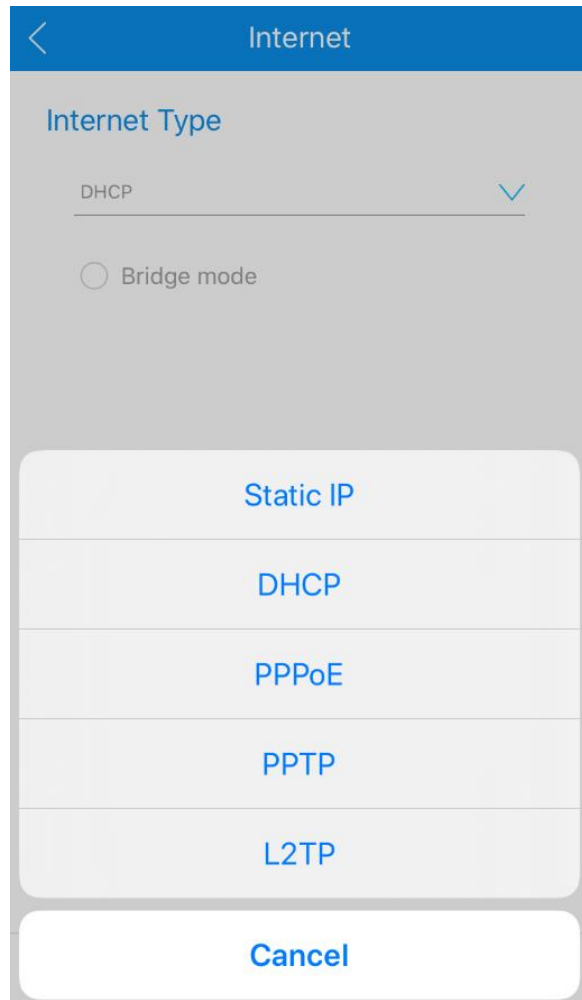 Internet
Internet Type
DHCP
Bridge mode
Static IP
DHCP
PPPoE
PPTP
L2TP
Cancel